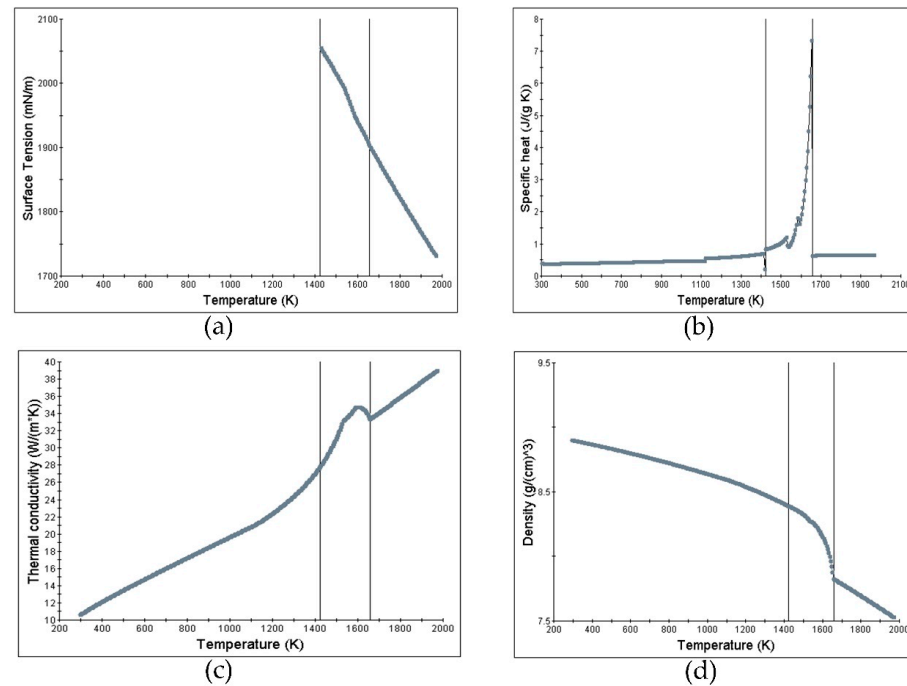 2100
2000
1900
1800
1700
Surface Tension (mN/m)
200 400 600 800 1000 1200 1400 1600 1800 2000
Temperature (K)
(a)
8
7
6
5
4
3
2
1
0
Specific heat (J/(g K))
300 500 700 900 1100 1300 1500 1700 1900 2100
Temperature (K)
(b)
40
38
36
34
32
30
28
26
24
22
20
18
16
14
12
10
Thermal conductivity (W/(m*K))
200 400 600 800 1000 1200 1400 1600 1800 2000
Temperature (K)
(c)
9.5
8.5
7.5
Density (g/(cm)^3)
200 400 600 800 1000 1200 1400 1600 1800 2000
Temperature (K)
(d)